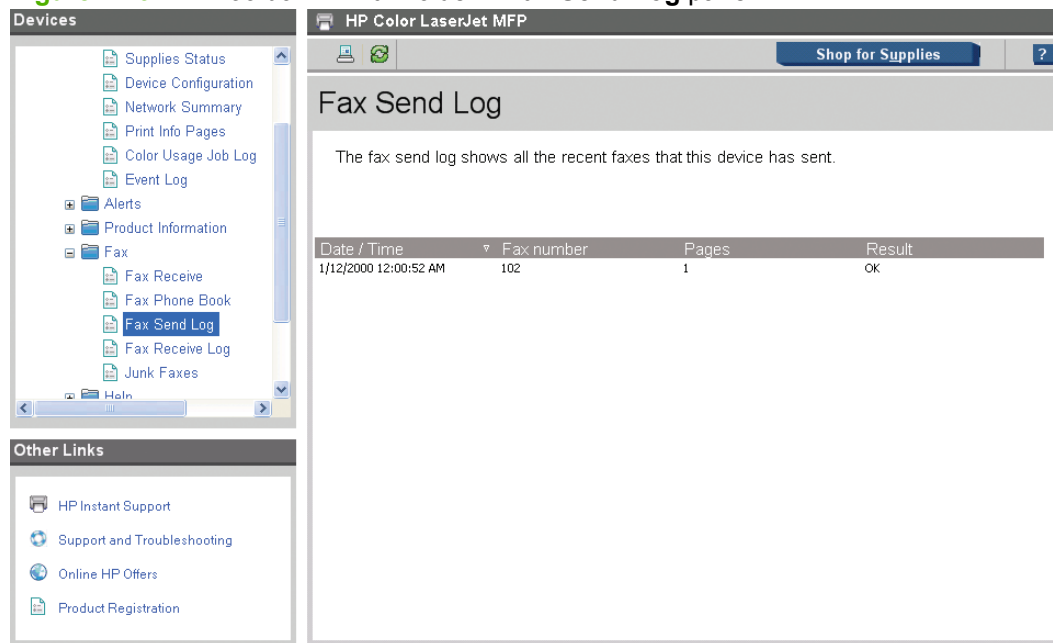 Devices
Supplies Status
Device Configuration
Network Summary
Print Info Pages
Color Usage Job Log
Event Log
Alerts
Product Information
Fax
Fax Receive
Fax Phone Book
Fax Send Log
Fax Receive Log
Junk Faxes
Help
Other Links
HP Instant Support
Support and Troubleshooting
Online HP Offers
Product Registration
HP Color LaserJet MFP
Shop for Supplies
?
Fax Send Log
The fax send log shows all the recent faxes that this device has sent.
Date / Time Fax number Pages Result
1/12/2000 12:00:52 AM 102 1 OK